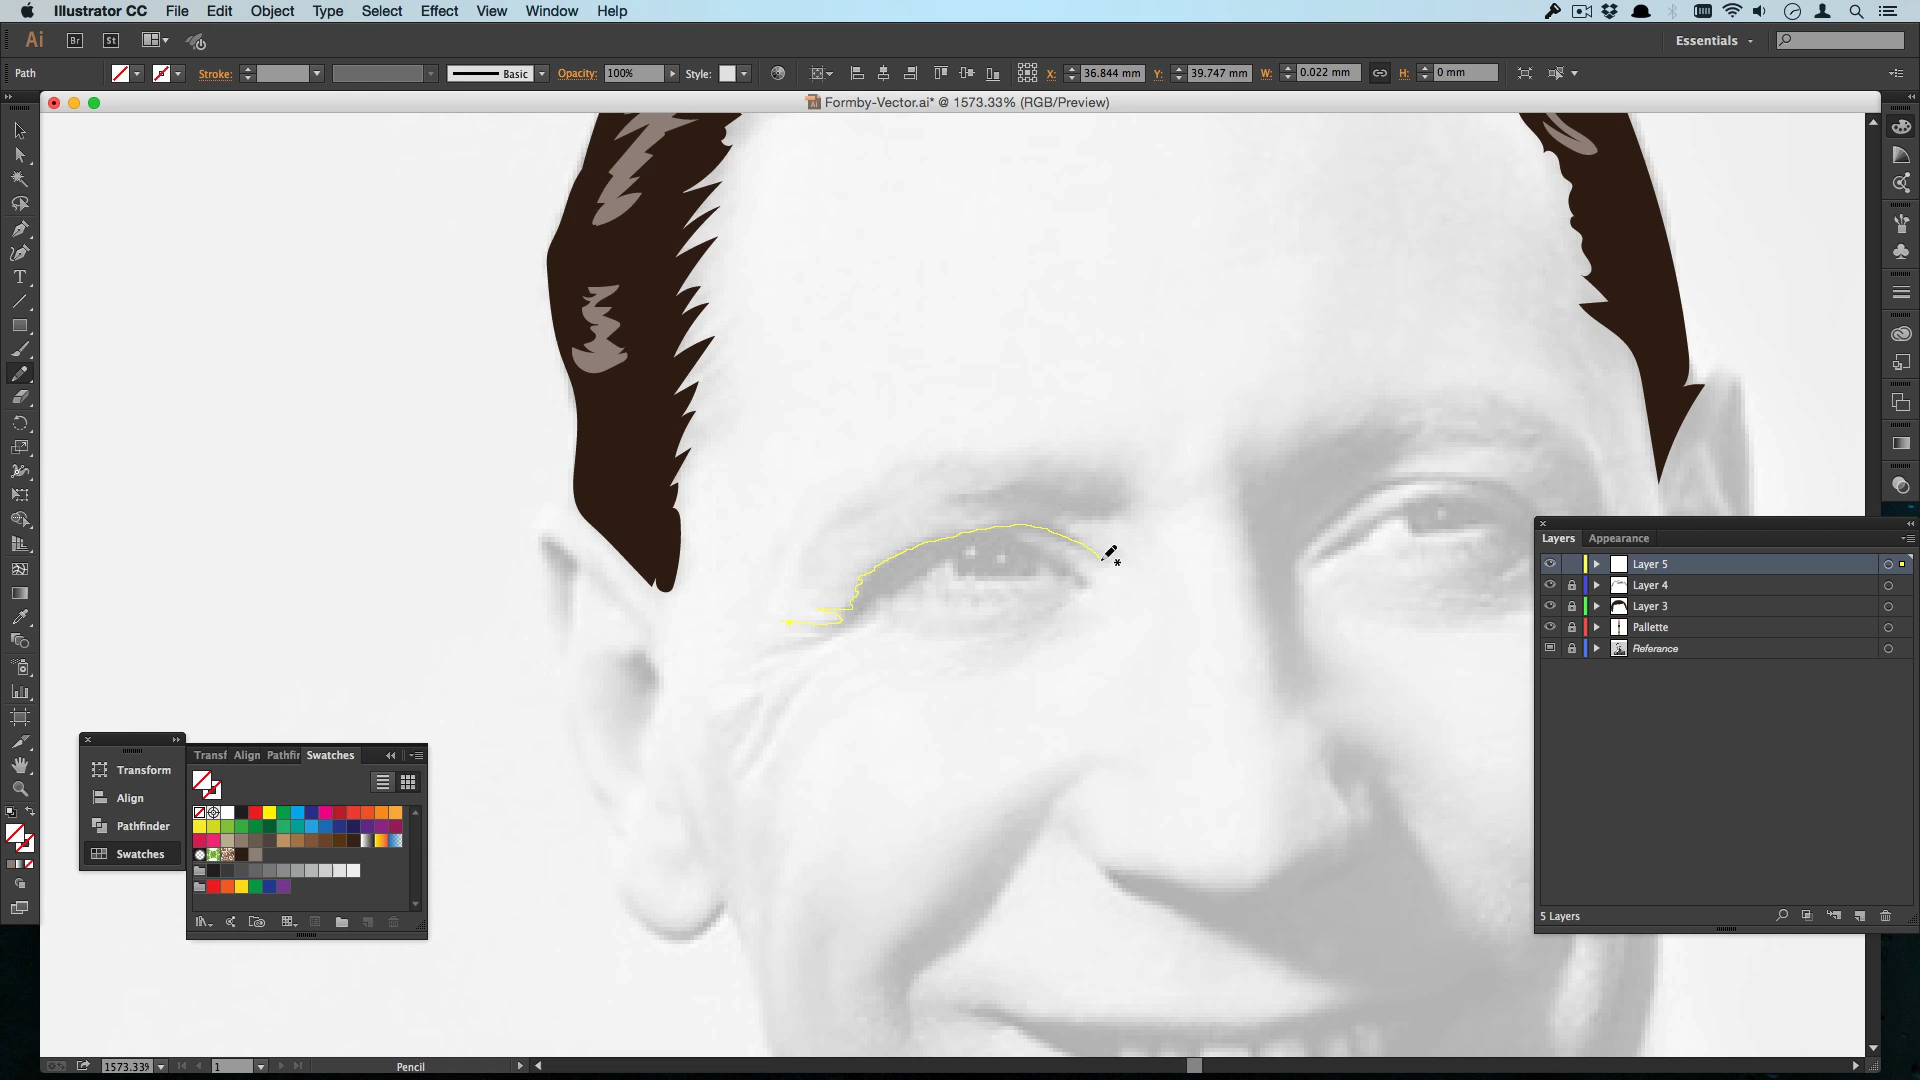 Illustrator CC File Edit Object Type Select Effect View Window Help
Ai Br St Essentials
Path Stroke: Basic Opacity: 100% Style: X: 36.844 mm Y: 39.747 mm W: 0.022 mm H: 0 mm
Formby-Vector.ai* @ 1573.33% (RGB/Preview)
Layers Appearance
Layer 5
Layer 4
Layer 3
Pallette
Referance
5 Layers
Transform
Align
Pathfinder
Swatches
Transf Align Pathfin Swatches
1573.339 1 Pencil